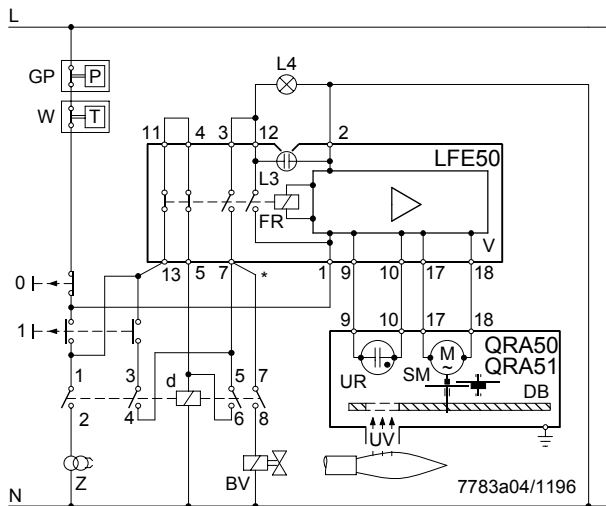 L
GP P
L4
W T
11 4 3 12 2
LFE50
L3
FR
V
13 5 7 * 1 9 10 17 18
0
1
9 10 17 18
QRA50
QRA51
M
~
UR SM
DB
1 3 d 5 7
2 4 6 8
UV
Z BV
7783a04/1196
N